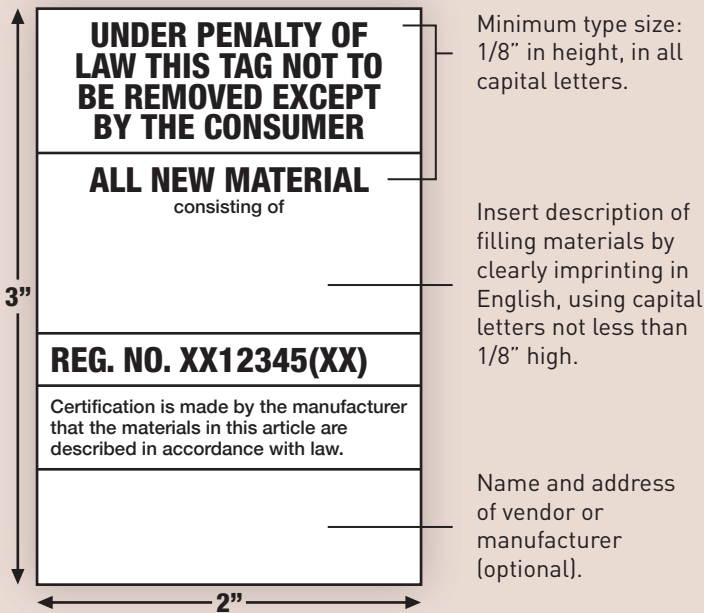 UNDER PENALTY OF
LAW THIS TAG NOT TO
BE REMOVED EXCEPT
BY THE CONSUMER
ALL NEW MATERIAL
consisting of
REG. NO. XX12345(XX)
Certification is made by the manufacturer
that the materials in this article are
described in accordance with law.
3”
2”
Minimum type size:
1/8” in height, in all
capital letters.
Insert description of
filling materials by
clearly imprinting in
English, using capital
letters not less than
1/8” high.
Name and address
of vendor or
manufacturer
(optional).